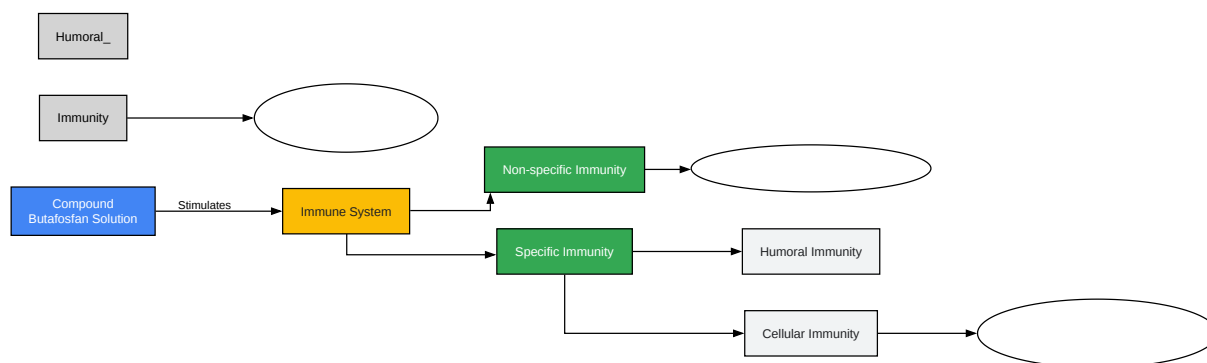 Humoral_
Immunity
Non-specific Immunity
Compound
Butafosfan Solution
Stimulates
Immune System
Specific Immunity
Humoral Immunity
Cellular Immunity